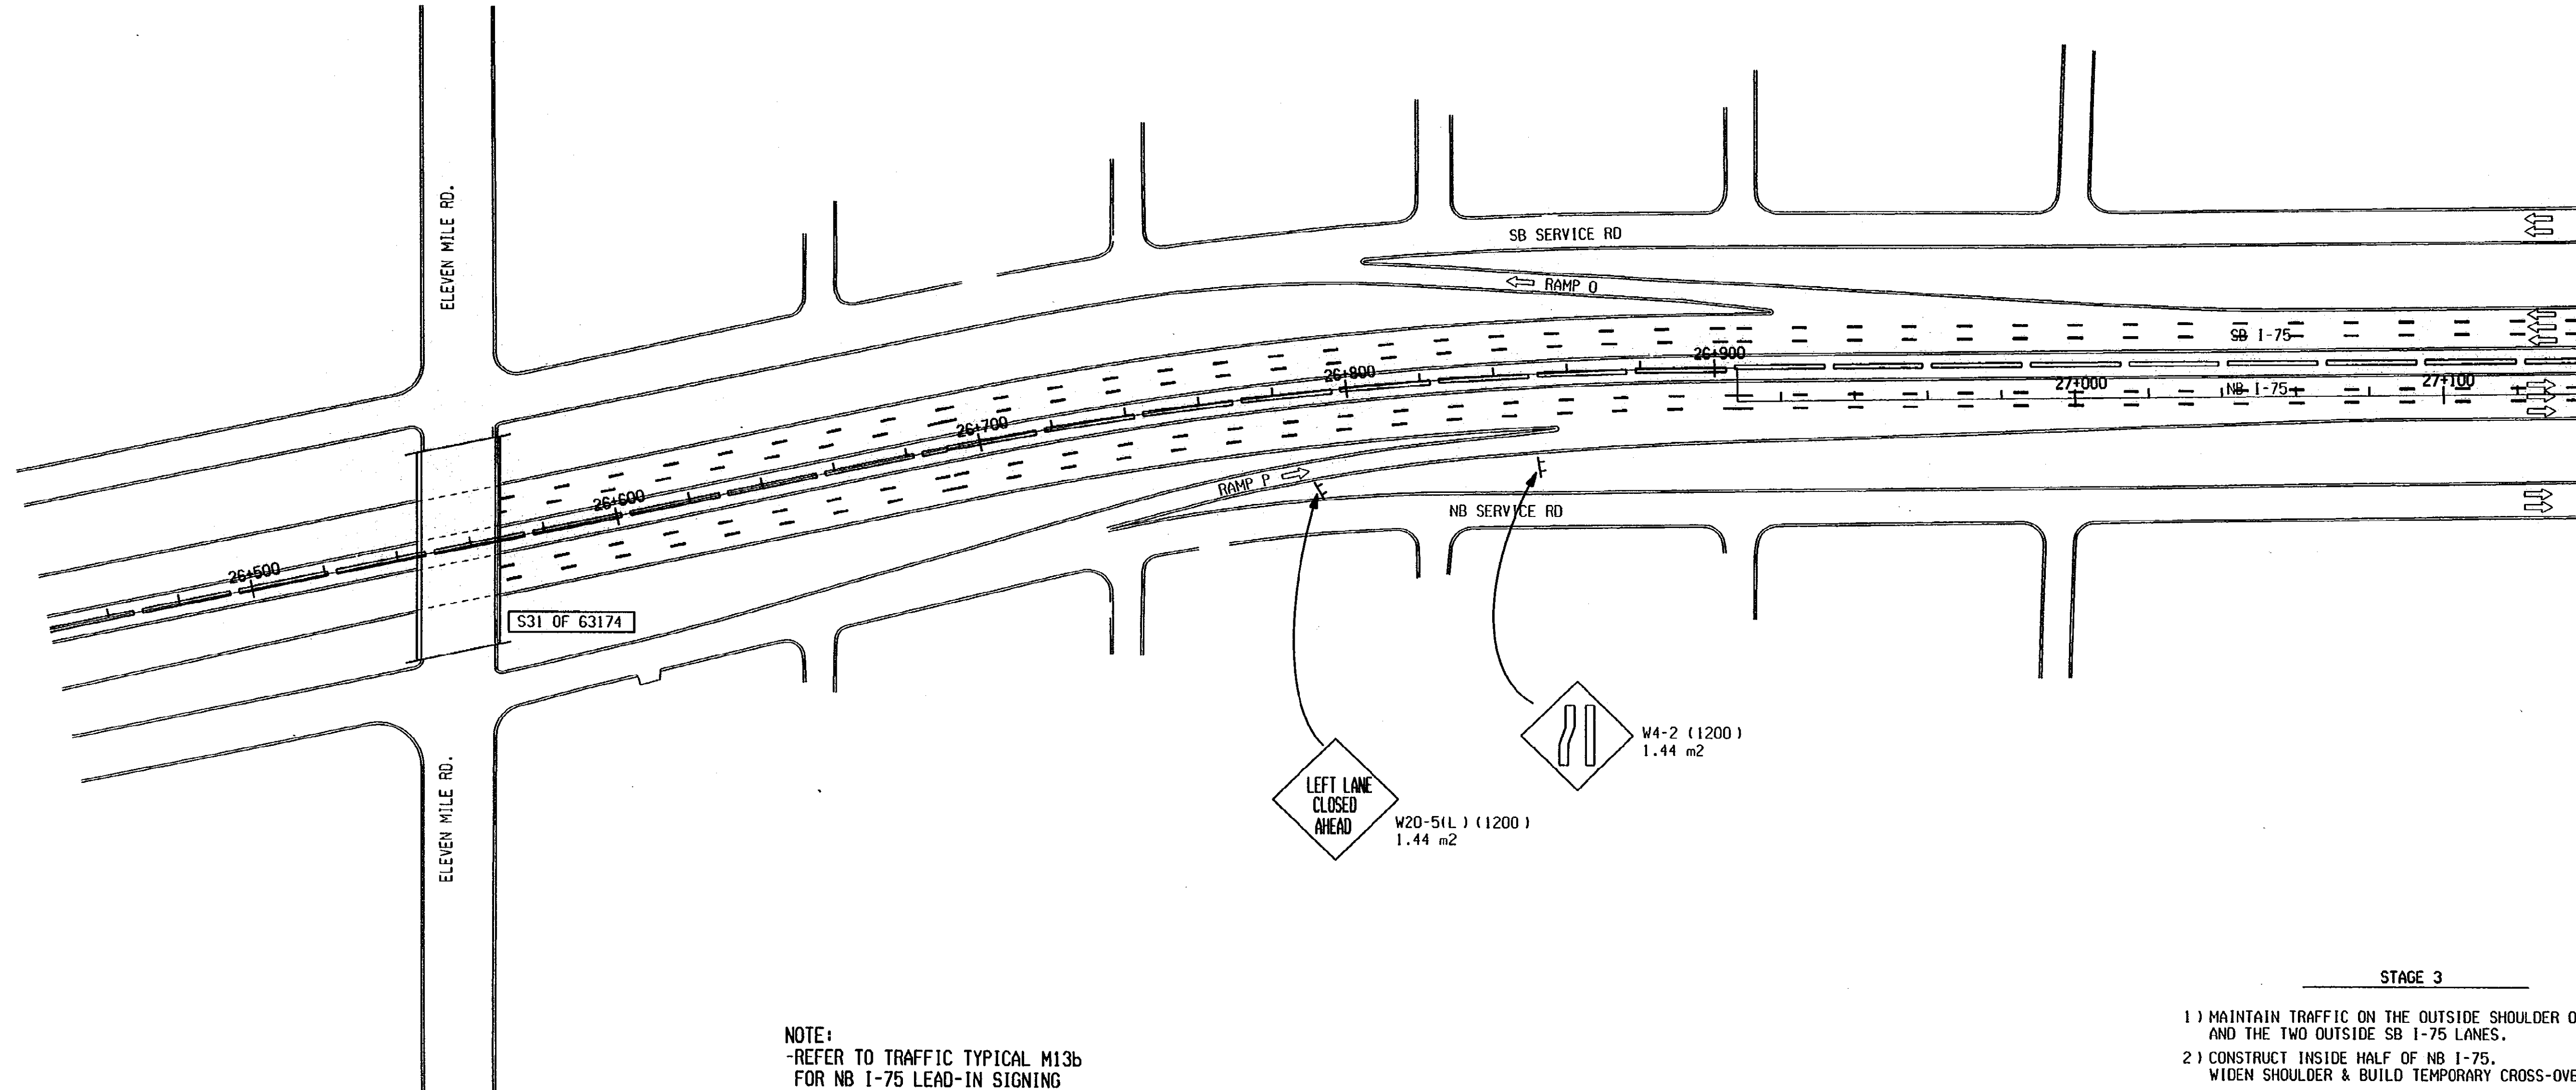 ELEVEN MILE RD.
SB SERVICE RD
RAMP Q
SB I-75
26+900
26+800
27+000
NB I-75
27+100
26+700
RAMP P
26+600
NB SERVICE RD
26+500
S31 OF 63174
W4-2 (1200)
1.44 m2
LEFT LANE
CLOSED
AHEAD
W20-5(L) (1200)
1.44 m2
ELEVEN MILE RD.
STAGE 3
1) MAINTAIN TRAFFIC ON THE OUTSIDE SHOULDER
AND THE TWO OUTSIDE SB I-75 LANES.
2) CONSTRUCT INSIDE HALF OF NB I-75.
WIDEN SHOULDER & BUILD TEMPORARY
NOTE:
-REFER TO TRAFFIC TYPICAL M13b
FOR NB I-75 LEAD-IN SIGNING